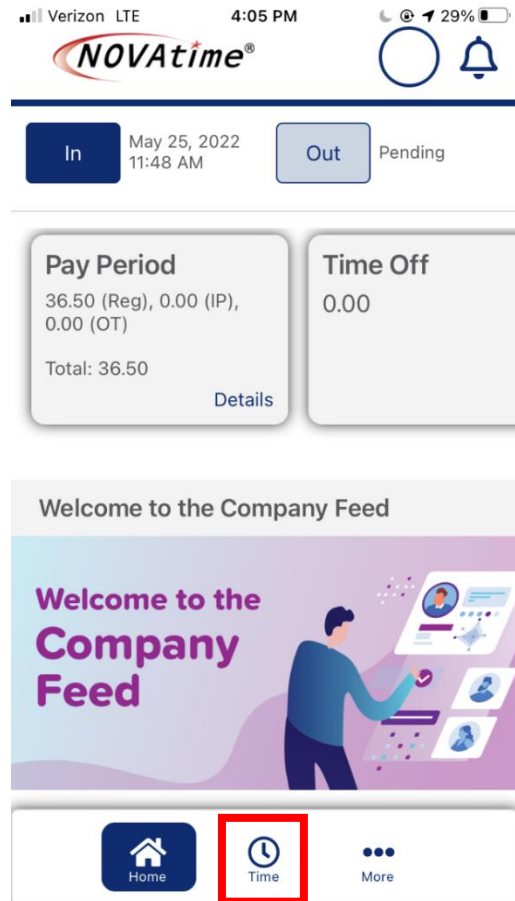 Verizon LTE 4:05 PM 29%
NOVAtime®
In May 25, 2022 11:48 AM Out Pending
Pay Period
36.50 (Reg), 0.00 (IP),
0.00 (OT)
Total: 36.50
Details
Time Off
0.00
Welcome to the Company Feed
Welcome to the
Company
Feed
Home Time More